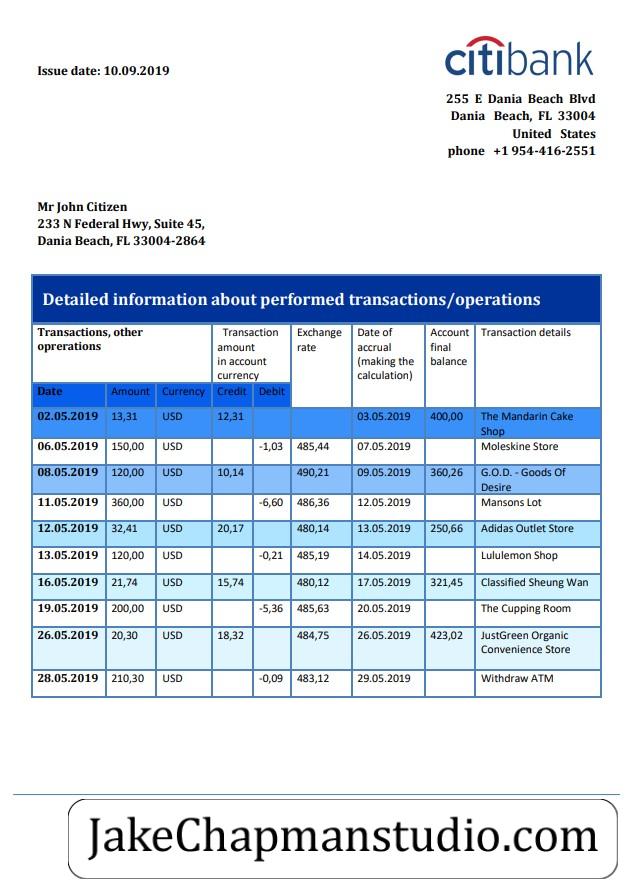 Issue date: 10.09.2019
citibank
255 E Dania Beach Blvd
Dania Beach, FL 33004
United States
phone +1 954-416-2551
Mr John Citizen
233 N Federal Hwy, Suite 45,
Dania Beach, FL 33004-2864
Detailed information about performed transactions/operations
Transactions, other
oprerations
Transaction
amount
in account
currency
Exchange
rate
Date of
accrual
(making the
calculation)
Account
final
balance
Transaction details
Date Amount Currency Credit Debit
02.05.2019 13,31 USD 12,31 03.05.2019 400,00 The Mandarin Cake
Shop
06.05.2019 150,00 USD -1,03 485,44 07.05.2019 Moleskine Store
08.05.2019 120,00 USD 10,14 490,21 09.05.2019 360,26 G.O.D. - Goods Of
Desire
11.05.2019 360,00 USD -6,60 486,36 12.05.2019 Mansons Lot
12.05.2019 32,41 USD 20,17 480,14 13.05.2019 250,66 Adidas Outlet Store
13.05.2019 120,00 USD -0,21 485,19 14.05.2019 Lululemon Shop
16.05.2019 21,74 USD 15,74 480,12 17.05.2019 321,45 Classified Sheung Wan
19.05.2019 200,00 USD -5,36 485,63 20.05.2019 The Cupping Room
26.05.2019 20,30 USD 18,32 484,75 26.05.2019 423,02 JustGreen Organic
Convenience Store
28.05.2019 210,30 USD -0,09 483,12 29.05.2019 Withdraw ATM
JakeChapmanstudio.com